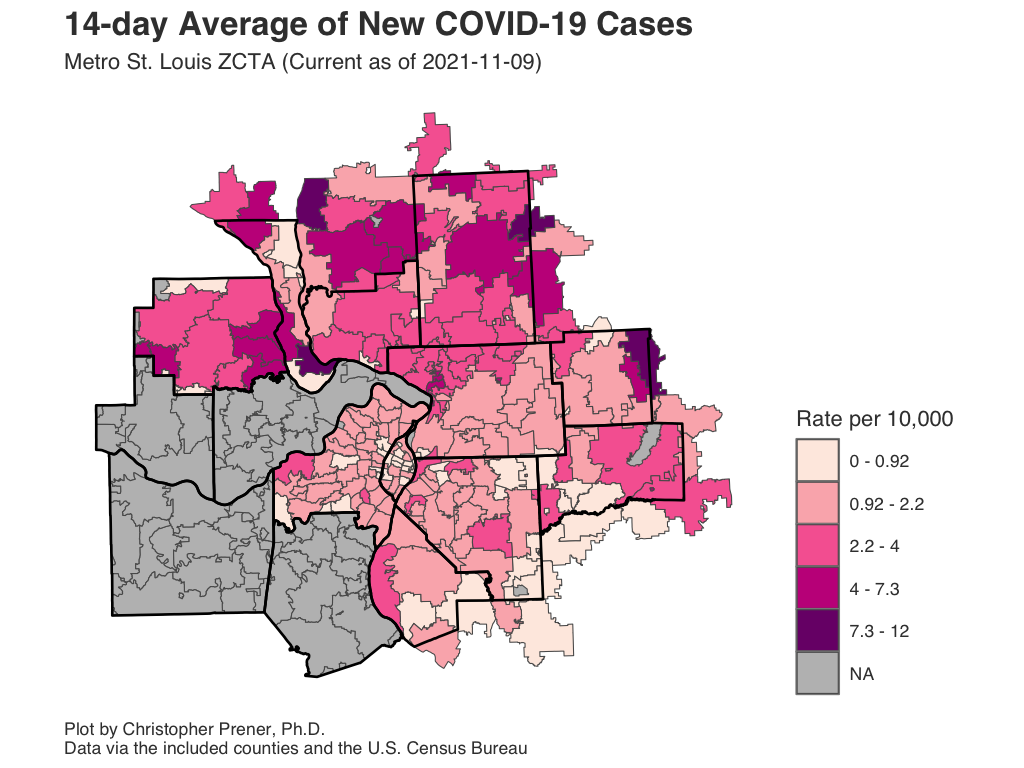 14-day Average of New COVID-19 Cases
Metro St. Louis ZCTA (Current as of 2021-11-09)
Rate per 10,000
0 - 0.92
0.92 - 2.2
2.2 - 4
4 - 7.3
7.3 - 12
NA
Plot by Christopher Prener, Ph.D.
Data via the included counties and the U.S. Census Bureau